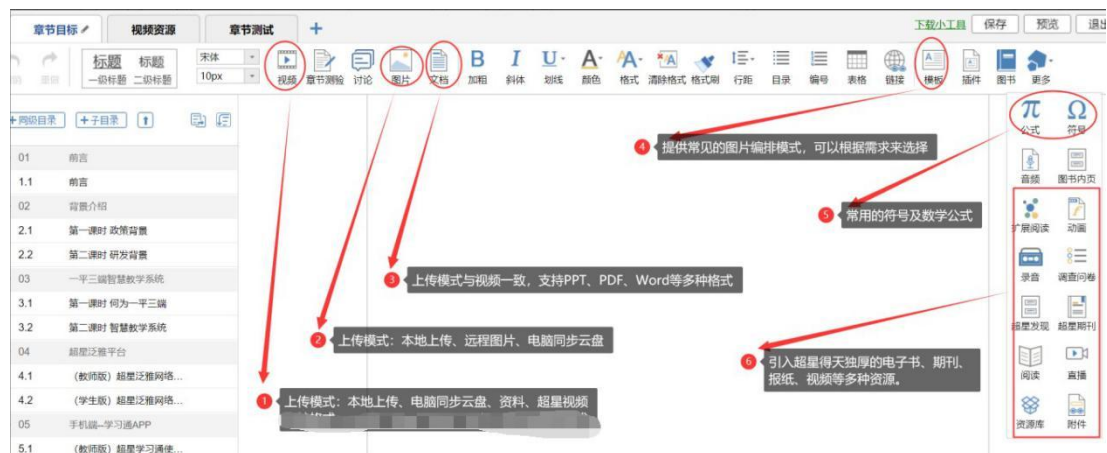 章节目标
视频资源
章节测试
+
下载小工具
保存
预览
退出
标题 标题
一级标题 二级标题
宋体
10px
视频
章节测验
讨论
图片
文档
B
加粗
I
斜体
U
划线
A
颜色
格式
清除格式
格式刷
行距
目录
编号
表格
链接
模板
插件
图书
更多
+同级目录
+子目录
01 前言
1.1 前言
02 背景介绍
2.1 第一课时 政策背景
2.2 第二课时 研发背景
03 一平三端智慧教学系统
3.1 第一课时 何为一平三端
3.2 第二课时 智慧教学系统
04 超星泛雅平台
4.1 （教师版）超星泛雅网络...
4.2 （学生版）超星泛雅网络...
05 手机端--学习通APP
5.1 （教师版）超星学习通使...
4 提供常见的图片编排模式，可以根据需求来选择
5 常用的符号及数学公式
3 上传模式与视频一致，支持PPT、PDF、Word等多种格式
2 上传模式：本地上传、远程图片、电脑同步云盘
6 引入超星得天独厚的电子书、期刊、
报纸、视频等多种资源。
1 上传模式：本地上传、电脑同步云盘、资料、超星视频
π Ω
公式 符号
音频 图书内页
扩展阅读 动画
录音 调查问卷
超星发现 超星期刊
阅读 直播
资源库 附件